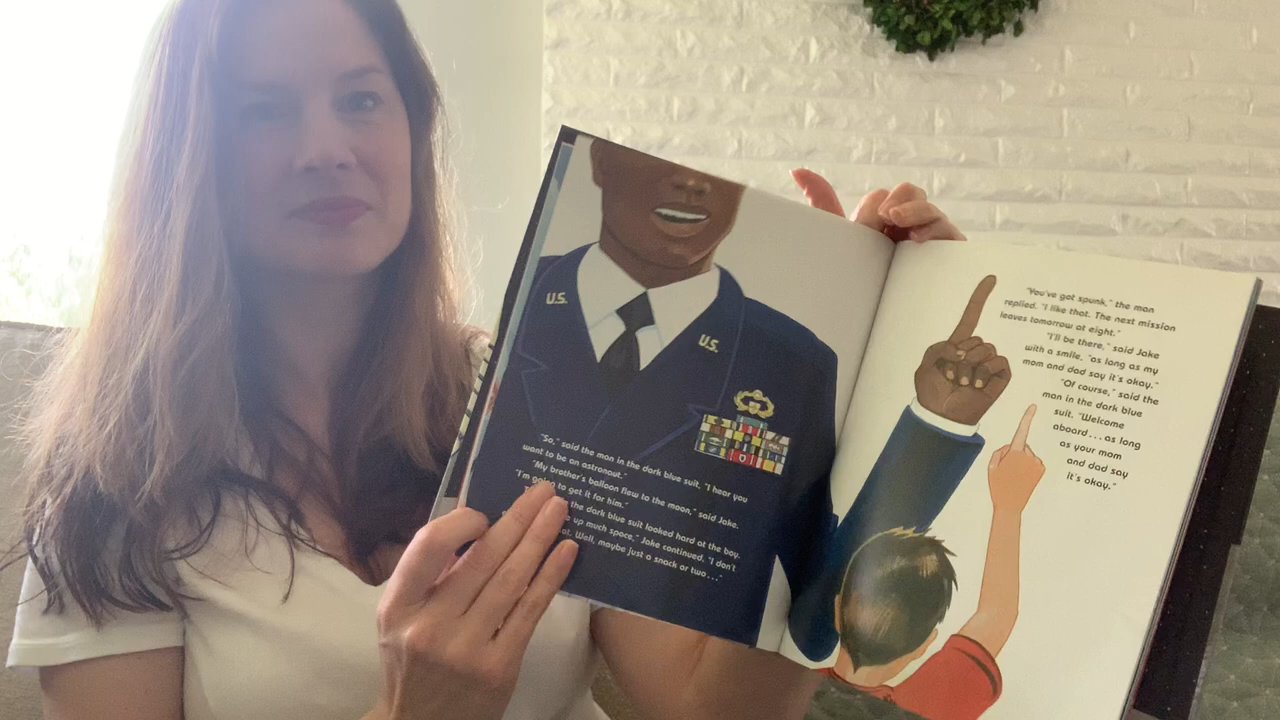 U.S.
U.S.
"So," said the man in the dark blue suit, "I hear you
want to be an astronaut."
"My brother's balloon flew to the moon," said Jake.
"I'm going to get it for him."
the dark blue suit looked hard at the boy.
up much space," Jake continued. "I don't
Well, maybe just a snack or two..."
"You've got spunk," the man
replied. "I like that. The next mission
leaves tomorrow at eight."
"I'll be there," said Jake
with a smile, "as long as my
mom and dad say it's okay."
"Of course," said the
man in the dark blue
suit. "Welcome
aboard...as long
as your mom
and dad say
it's okay."